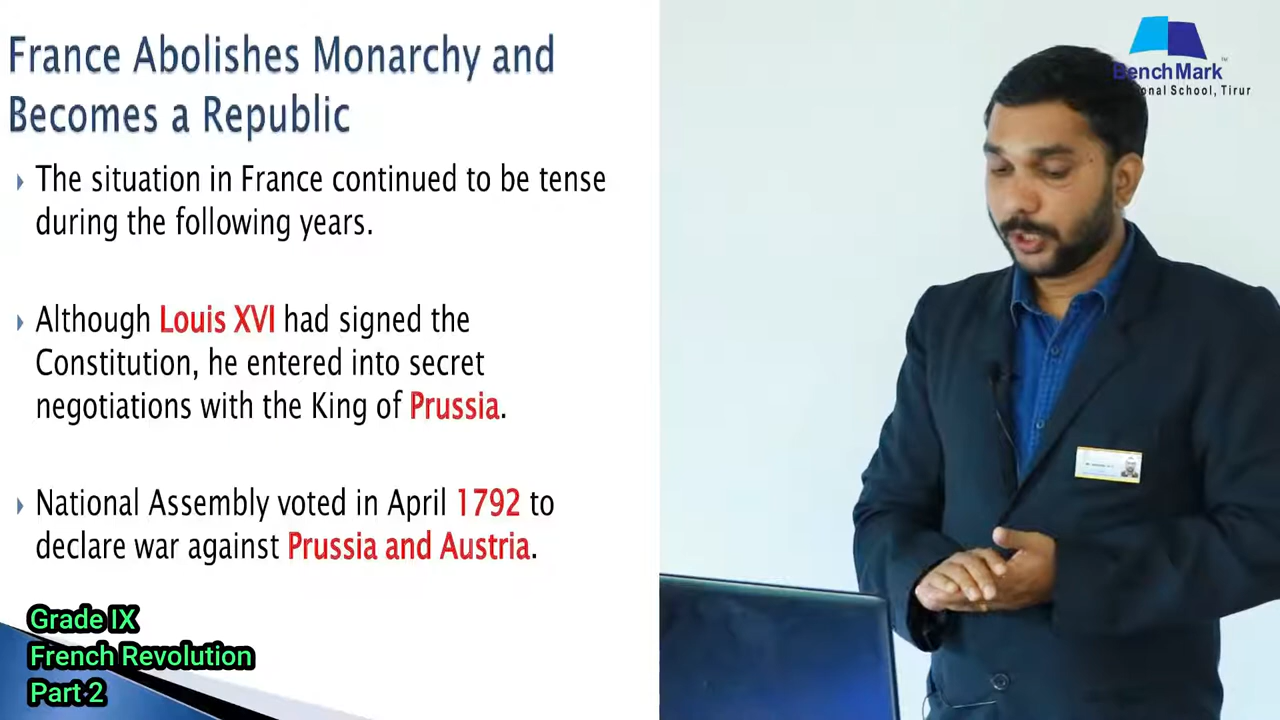 France Abolishes Monarchy and
Becomes a Republic
The situation in France continued to be tense
during the following years.
Although Louis XVI had signed the
Constitution, he entered into secret
negotiations with the King of Prussia.
National Assembly voted in April 1792 to
declare war against Prussia and Austria.
Grade IX
French Revolution
Part 2
BenchMark
School, Tirur